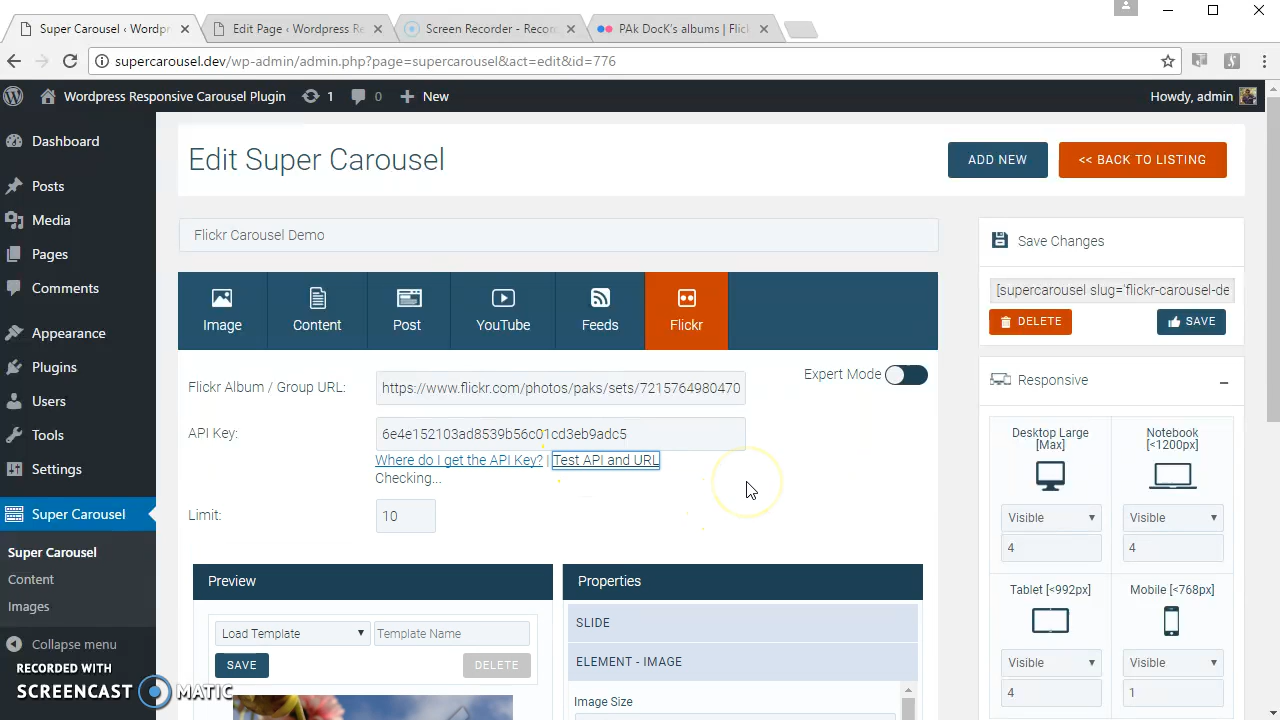 Super Carousel ‹ Wordpr
Edit Page ‹ Wordpress Re
Screen Recorder - Recor
PAk DocK's albums | Flick
supercarousel.dev/wp-admin/admin.php?page=supercarousel&act=edit&id=776
Wordpress Responsive Carousel Plugin
1
0
New
Howdy, admin
Dashboard
Posts
Media
Pages
Comments
Appearance
Plugins
Users
Tools
Settings
Super Carousel
Super Carousel
Content
Images
Collapse menu
RECORDED WITH
SCREENCAST MATIC
Edit Super Carousel
ADD NEW
<< BACK TO LISTING
Flickr Carousel Demo
Image
Content
Post
YouTube
Feeds
Flickr
Expert Mode
Flickr Album / Group URL:
https://www.flickr.com/photos/paks/sets/7215764980470
API Key:
6e4e152103ad8539b56c01cd3eb9adc5
Where do I get the API Key? | Test API and URL
Checking...
Limit:
10
Preview
Load Template
Template Name
SAVE
DELETE
Properties
SLIDE
ELEMENT - IMAGE
Image Size
Save Changes
[supercarousel slug='flickr-carousel-de
DELETE
SAVE
Responsive
Desktop Large
[Max]
Visible
4
Notebook
[<1200px]
Visible
4
Tablet [<992px]
Visible
4
Mobile [<768px]
Visible
1